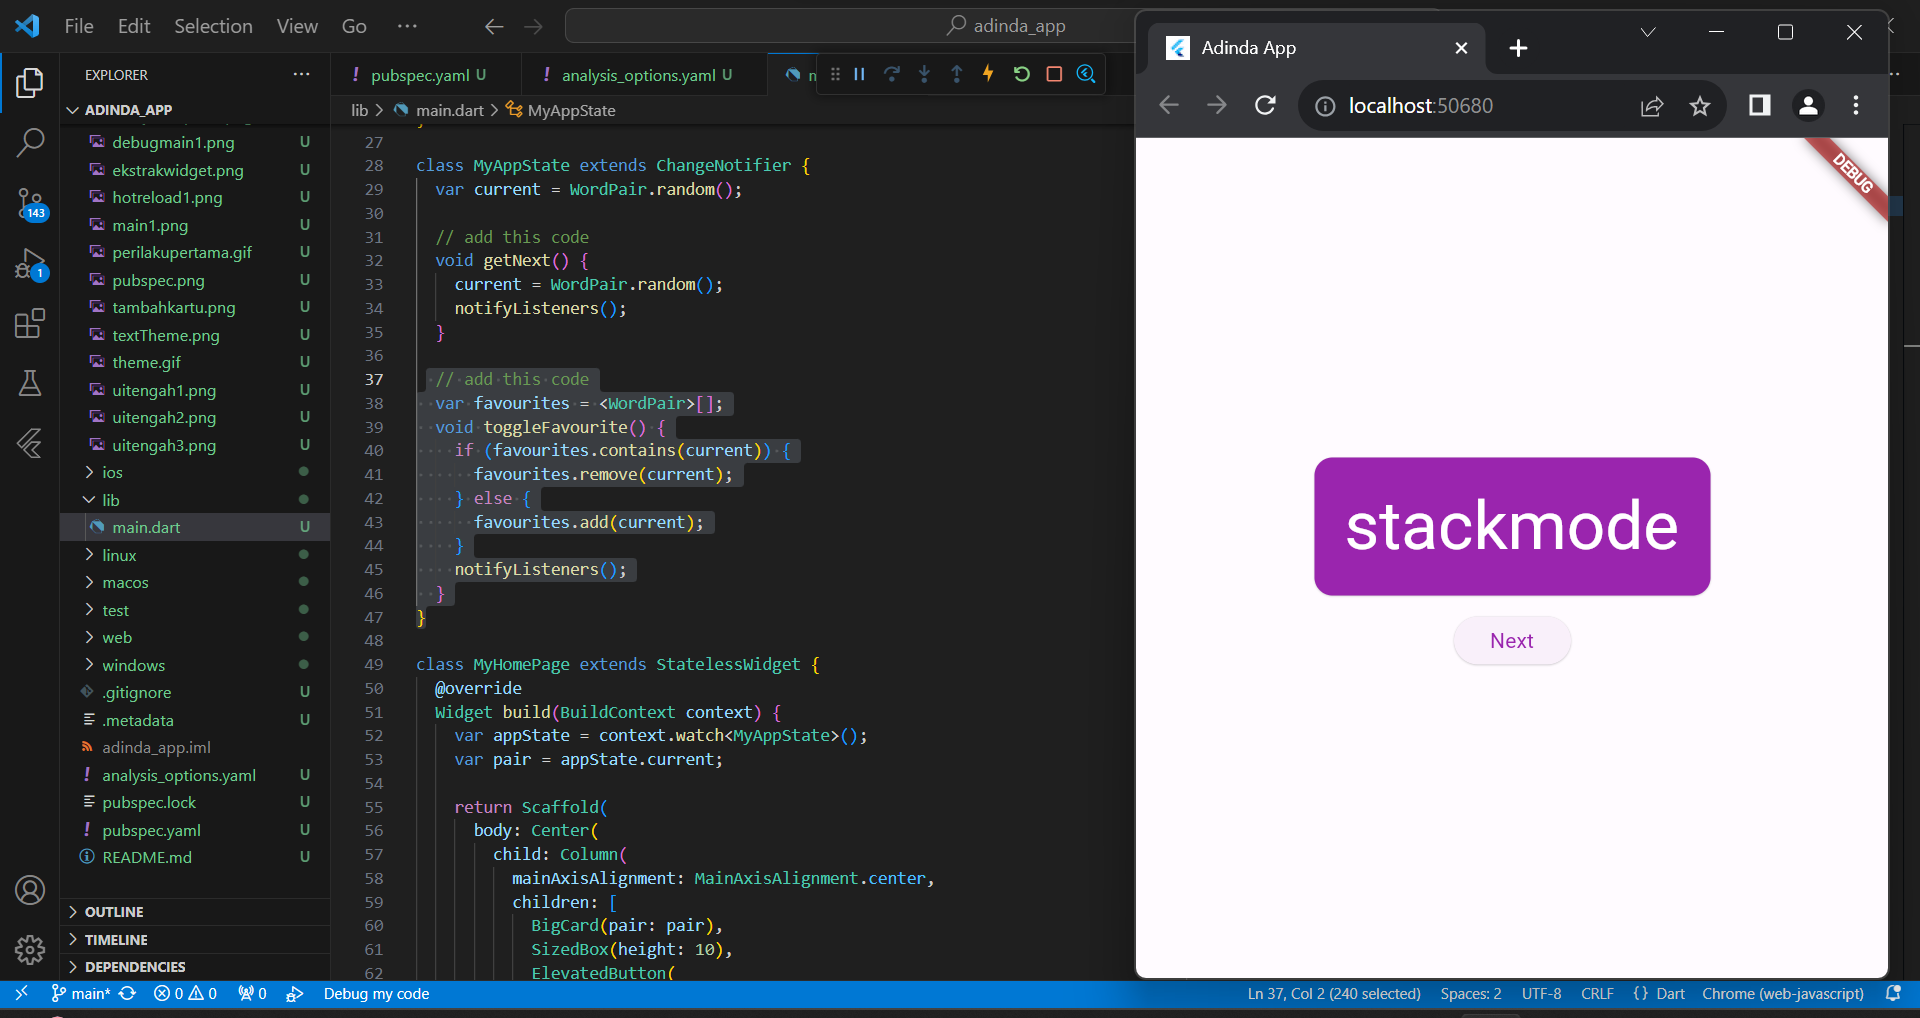 File Edit Selection View Go ···
adinda_app
EXPLORER
ADINDA_APP
debugmain1.png U
ekstrakwidget.png U
hotreload1.png U
main1.png U
perilakupertama.gif U
pubspec.png U
tambahkartu.png U
textTheme.png U
theme.gif U
uitengah1.png U
uitengah2.png U
uitengah3.png U
ios
lib
main.dart U
linux
macos
test
web
windows
.gitignore U
.metadata U
adinda_app.iml
analysis_options.yaml U
pubspec.lock U
pubspec.yaml U
README.md U
OUTLINE
TIMELINE
DEPENDENCIES
143
1
! pubspec.yaml U
! analysis_options.yaml U
lib > main.dart > MyAppState
27
28 class MyAppState extends ChangeNotifier {
29 var current = WordPair.random();
30
31 // add this code
32 void getNext() {
33 current = WordPair.random();
34 notifyListeners();
35 }
36
37 // add this code
38 var favourites = <WordPair>[];
39 void toggleFavourite() {
40 if (favourites.contains(current)) {
41 favourites.remove(current);
42 } else {
43 favourites.add(current);
44 }
45 notifyListeners();
46 }
47 }
48
49 class MyHomePage extends StatelessWidget {
50 @override
51 Widget build(BuildContext context) {
52 var appState = context.watch<MyAppState>();
53 var pair = appState.current;
54
55 return Scaffold(
56 body: Center(
57 child: Column(
58 mainAxisAlignment: MainAxisAlignment.center,
59 children: [
60 BigCard(pair: pair),
61 SizedBox(height: 10),
62 ElevatedButton(
Adinda App
localhost:50680
DEBUG
stackmode
Next
main* 0 0 0 Debug my code
Ln 37, Col 2 (240 selected) Spaces: 2 UTF-8 CRLF {} Dart Chrome (web-javascript)